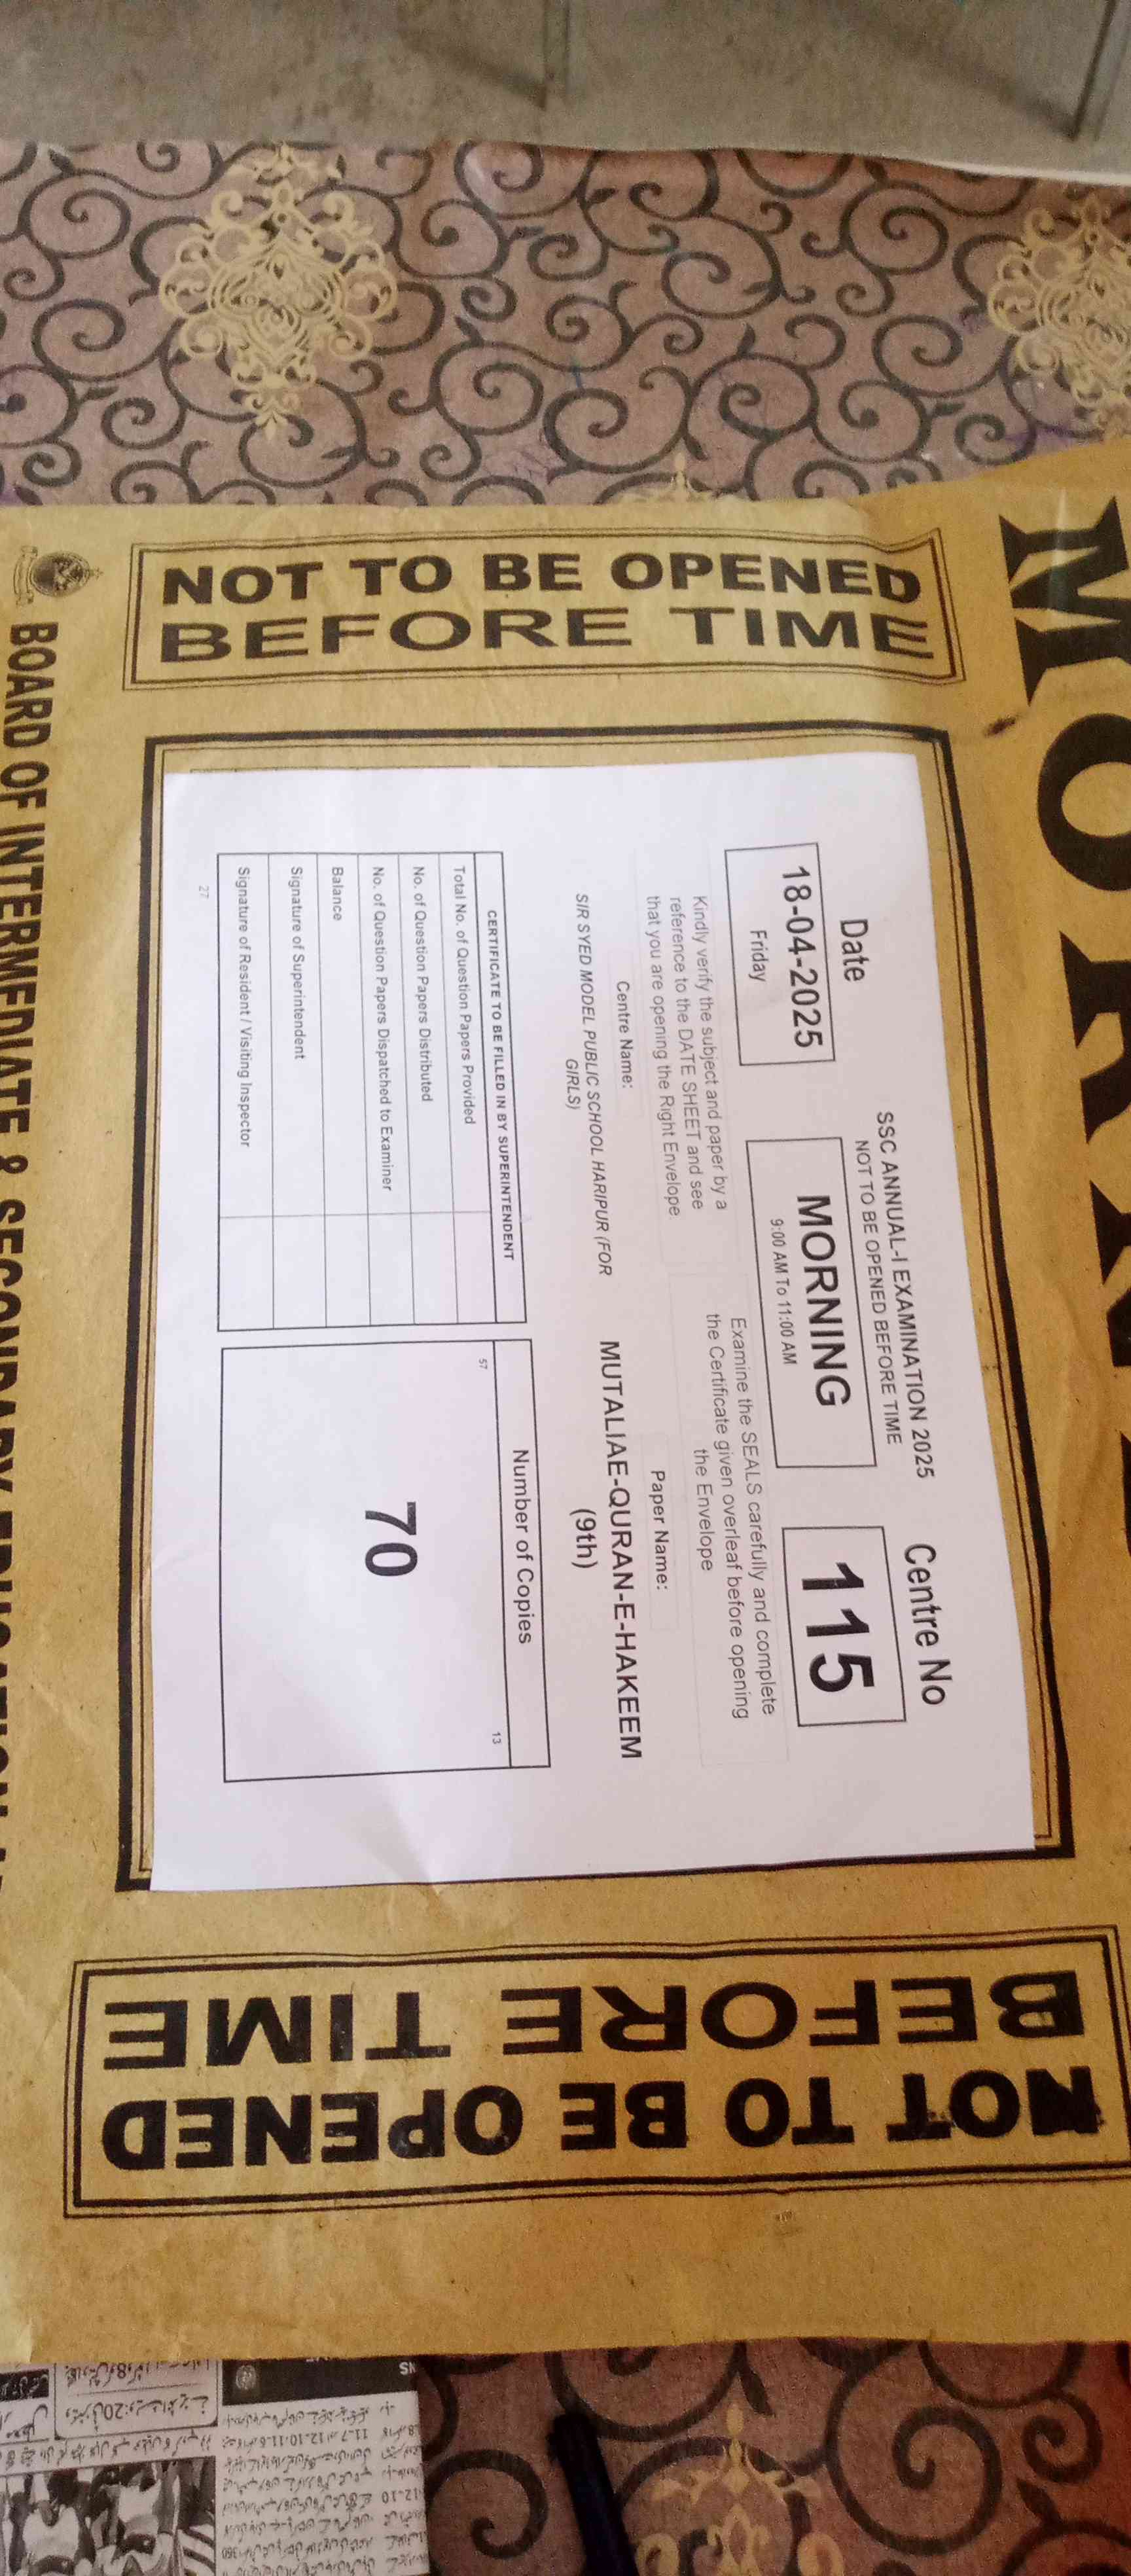 MORN
NOT TO BE OPENED
BEFORE TIME
SSC ANNUAL-I EXAMINATION 2025
NOT TO BE OPENED BEFORE TIME
Date
18-04-2025
Friday
MORNING
9:00 AM To 11:00 AM
Centre No
115
Kindly verify the subject and paper by a
reference to the DATE SHEET and see
that you are opening the Right Envelope
Examine the SEALS carefully and complete
the Certificate given overleaf before opening
the Envelope
Centre Name:
SIR SYED MODEL PUBLIC SCHOOL HARIPUR (FOR
GIRLS)
Paper Name:
MUTALIAE-QURAN-E-HAKEEM
(9th)
CERTIFICATE TO BE FILLED IN BY SUPERINTENDENT
Total No. of Question Papers Provided
No. of Question Papers Distributed
No. of Question Papers Dispatched to Examiner
Balance
Signature of Superintendent
Signature of Resident / Visiting Inspector
27
Number of Copies
57
13
70
NOT TO BE OPENED
BEFORE TIME
BOARD OF INTERMEDIATE & SECONDARY EDUCATION